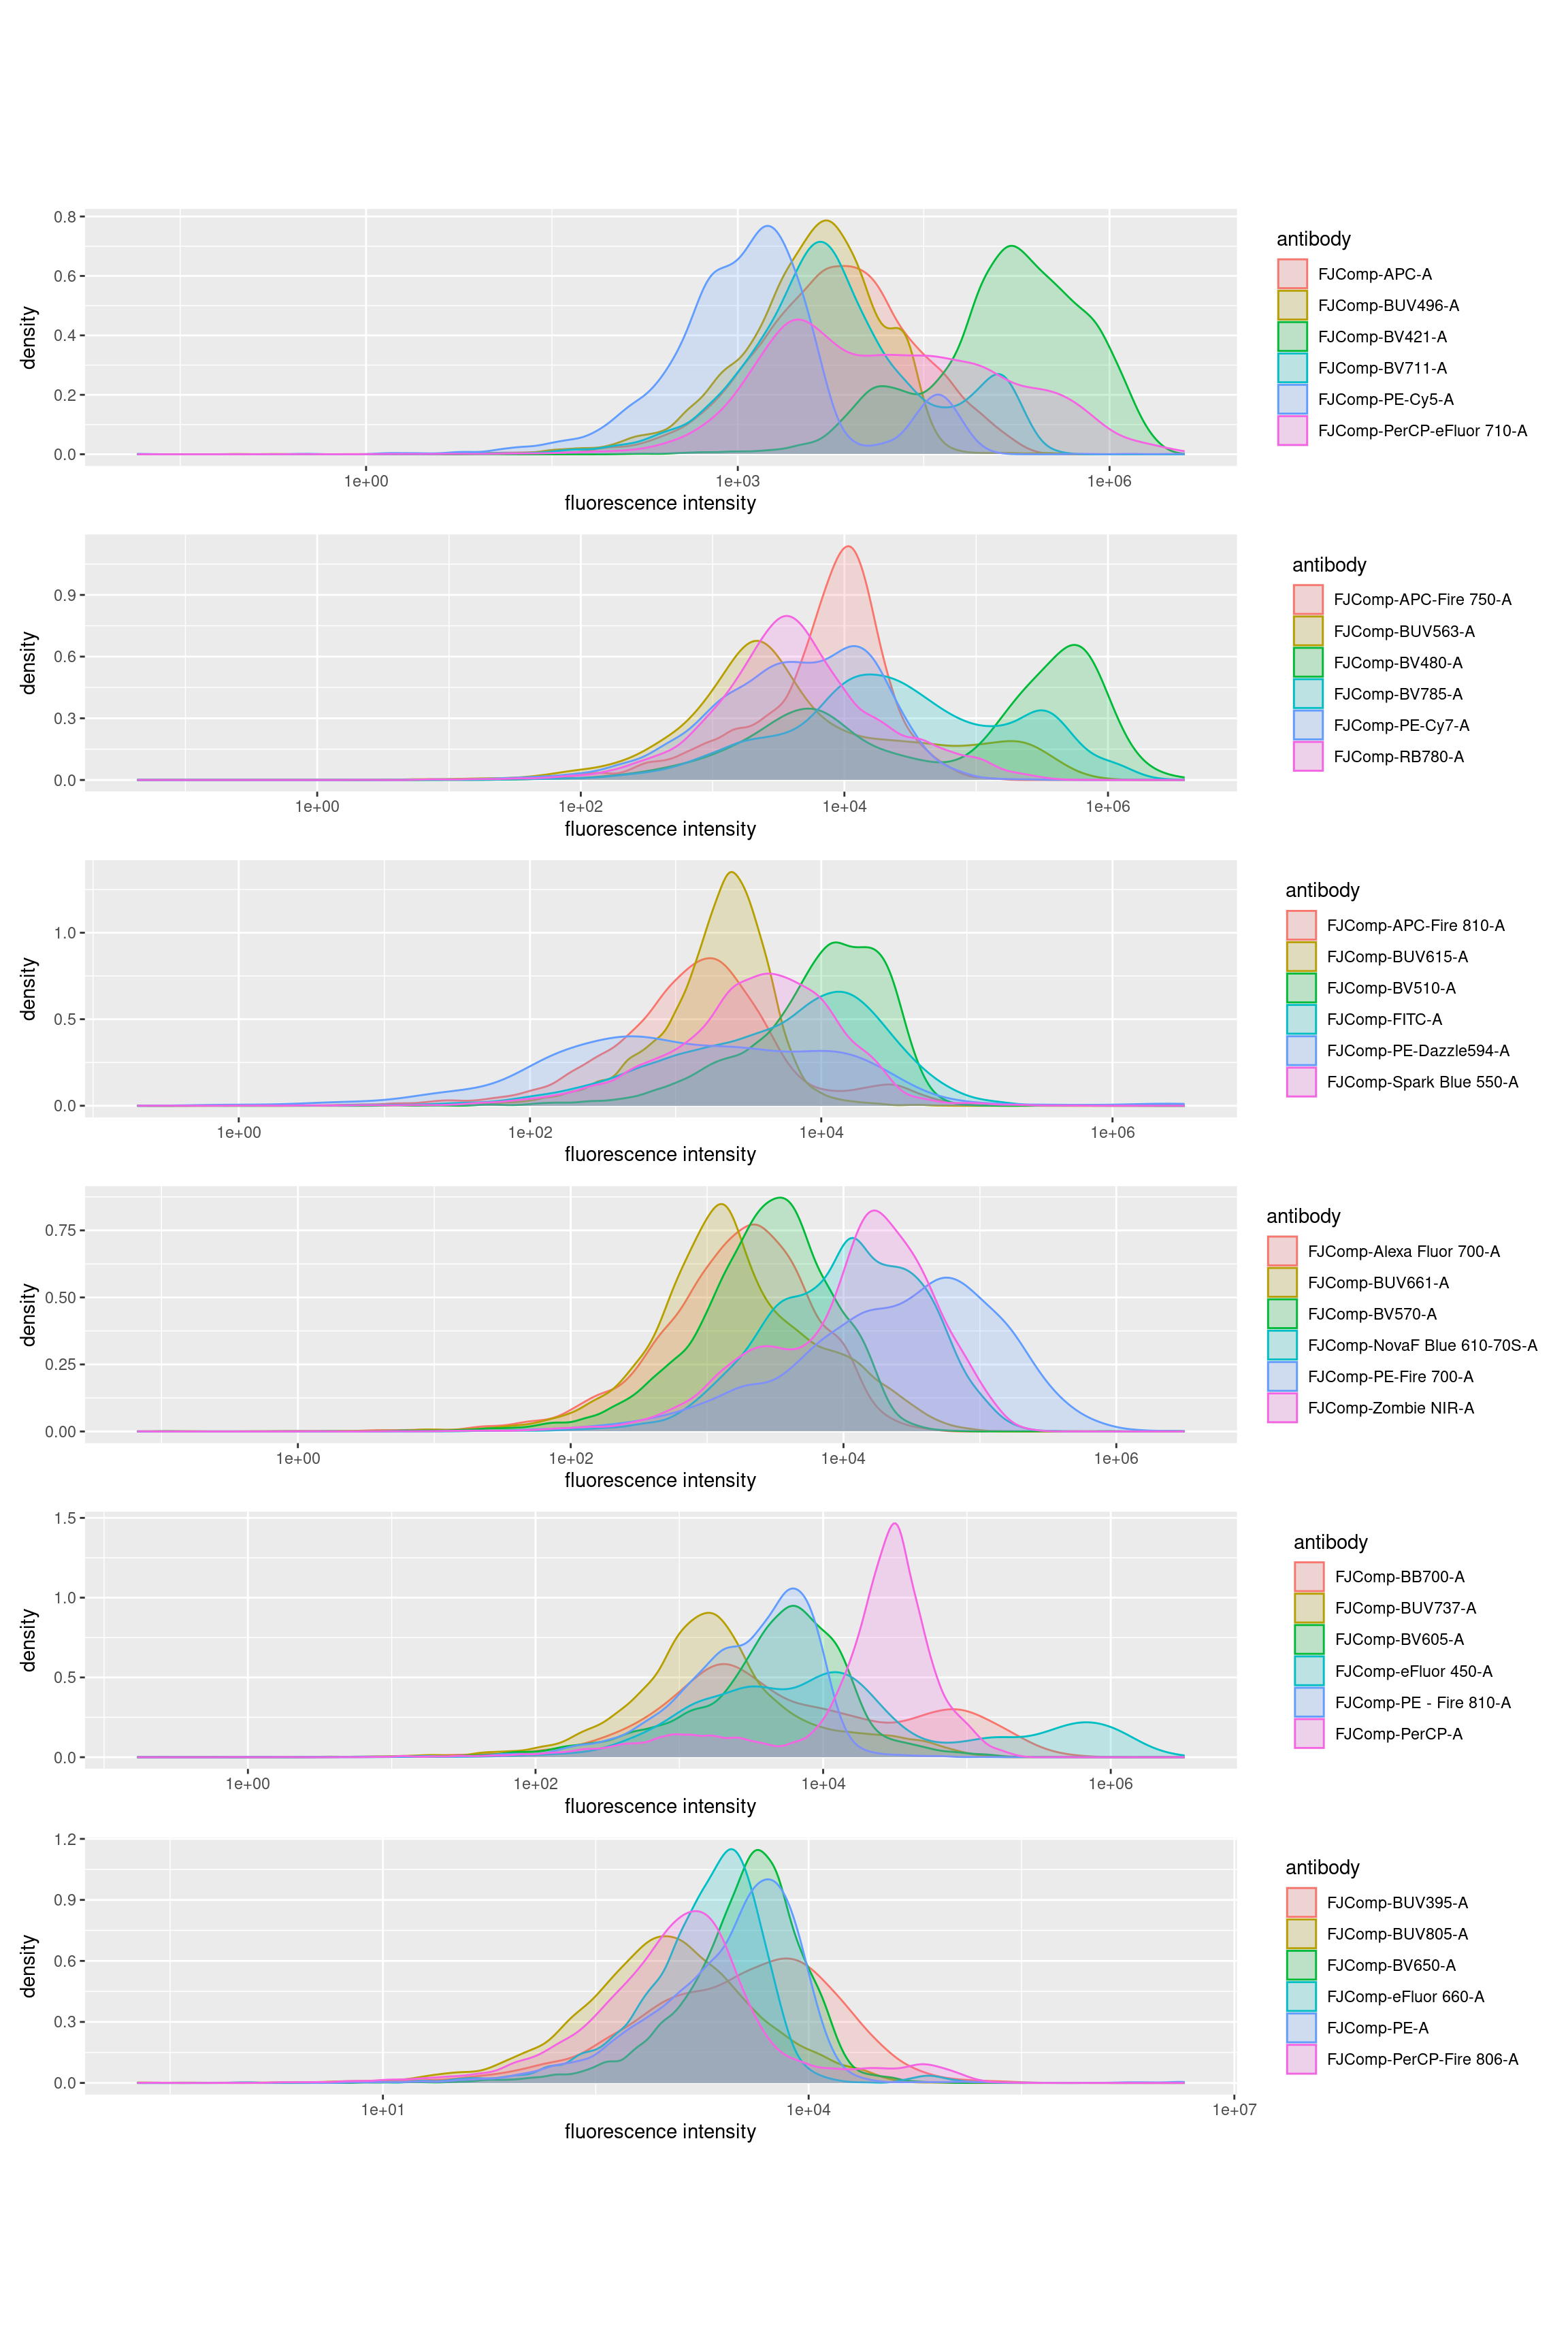 antibody
0.8
0.6
0.4
0.2
0.0
density
1e+00
1e+03
1e+06
fluorescence intensity
FJComp-APC-A
FJComp-BUV496-A
FJComp-BV421-A
FJComp-BV711-A
FJComp-PE-Cy5-A
FJComp-PerCP-eFluor 710-A
antibody
0.9
0.6
0.3
0.0
density
1e+00
1e+02
1e+04
1e+06
fluorescence intensity
FJComp-APC-Fire 750-A
FJComp-BUV563-A
FJComp-BV480-A
FJComp-BV785-A
FJComp-PE-Cy7-A
FJComp-RB780-A
antibody
1.0
0.5
0.0
density
1e+00
1e+02
1e+04
1e+06
fluorescence intensity
FJComp-APC-Fire 810-A
FJComp-BUV615-A
FJComp-BV510-A
FJComp-FITC-A
FJComp-PE-Dazzle594-A
FJComp-Spark Blue 550-A
antibody
0.75
0.50
0.25
0.00
density
1e+00
1e+02
1e+04
1e+06
fluorescence intensity
FJComp-Alexa Fluor 700-A
FJComp-BUV661-A
FJComp-BV570-A
FJComp-NovaF Blue 610-70S-A
FJComp-PE-Fire 700-A
FJComp-Zombie NIR-A
antibody
1.5
1.0
0.5
0.0
density
1e+00
1e+02
1e+04
1e+06
fluorescence intensity
FJComp-BB700-A
FJComp-BUV737-A
FJComp-BV605-A
FJComp-eFluor 450-A
FJComp-PE - Fire 810-A
FJComp-PerCP-A
antibody
1.2
0.9
0.6
0.3
0.0
density
1e+01
1e+04
1e+07
fluorescence intensity
FJComp-BUV395-A
FJComp-BUV805-A
FJComp-BV650-A
FJComp-eFluor 660-A
FJComp-PE-A
FJComp-PerCP-Fire 806-A